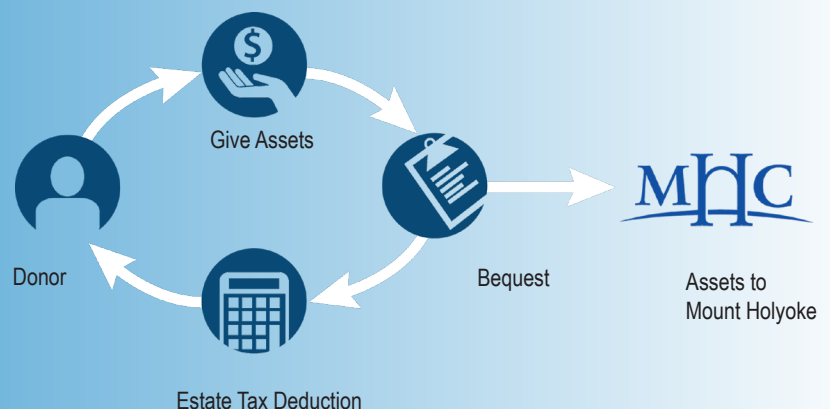 $
Give Assets
Donor
Bequest
MHC
Assets to
Mount Holyoke
Estate Tax Deduction